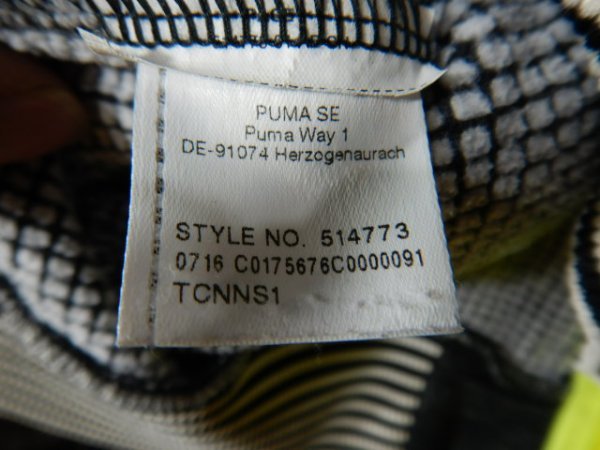 PUMA SE
Puma Way 1
DE-91074 Herzogenaurach
STYLE NO. 514773
0716 C0175676C0000091
TCNNS1